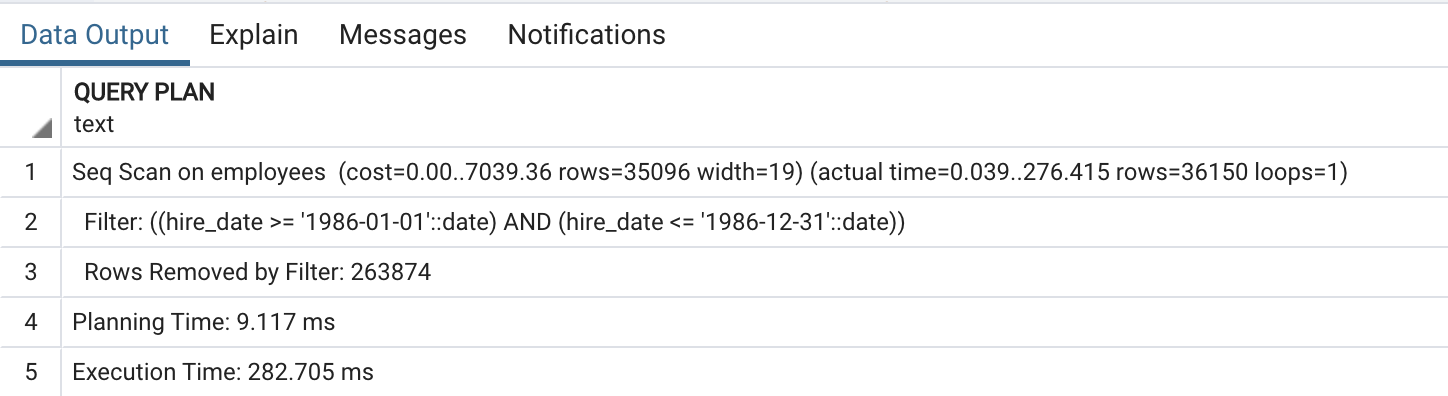 Data Output Explain Messages Notifications
QUERY PLAN
text
1 Seq Scan on employees (cost=0.00..7039.36 rows=35096 width=19) (actual time=0.039..276.415 rows=36150 loops=1)
2 Filter: ((hire_date >= '1986-01-01'::date) AND (hire_date <= '1986-12-31'::date))
3 Rows Removed by Filter: 263874
4 Planning Time: 9.117 ms
5 Execution Time: 282.705 ms